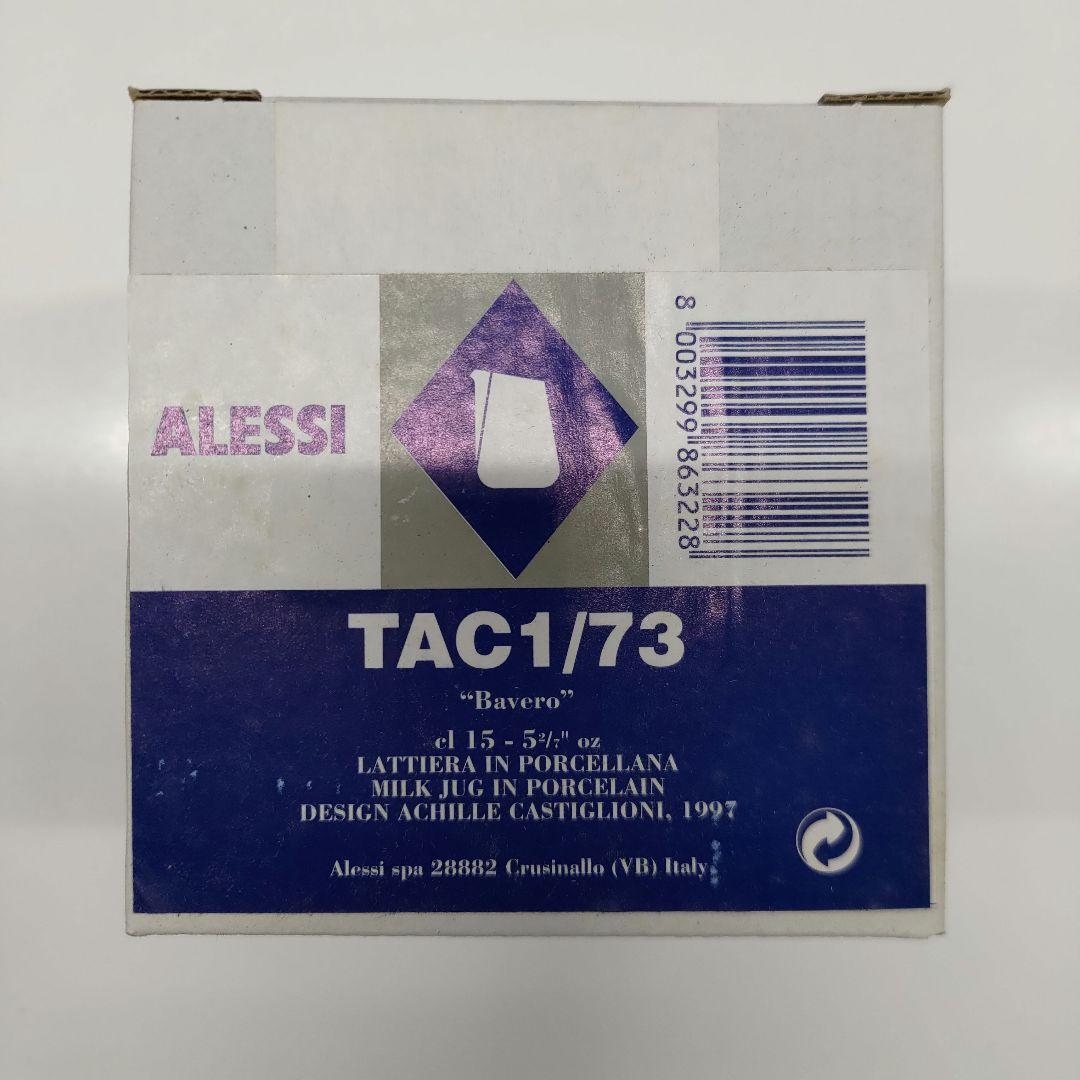 ALESSI
8 003299 863228
TAC1/73
“Bavero”
cl 15 - 5²/₇" oz
LATTIERA IN PORCELLANA
MILK JUG IN PORCELAIN
DESIGN ACHILLE CASTIGLIONI, 1997
Alessi spa 28882 Crusinallo (VB) Italy